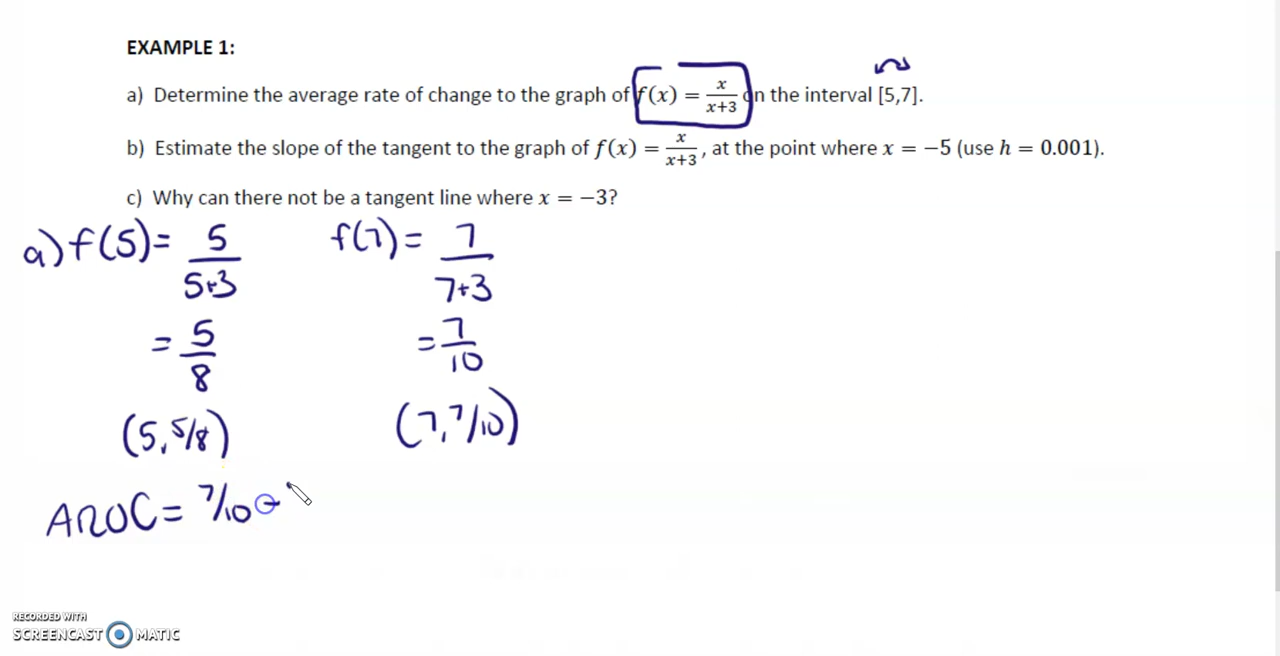 EXAMPLE 1:
a) Determine the average rate of change to the graph of f(x) = x/(x+3) on the interval [5,7].
b) Estimate the slope of the tangent to the graph of f(x) = x/(x+3), at the point where x = −5 (use h = 0.001).
c) Why can there not be a tangent line where x = −3?
a) f(5) = 5/(5+3) f(7) = 7/(7+3)
= 5/8 = 7/10
(5, 5/8) (7, 7/10)
AROC = 7/10 −
RECORDED WITH
SCREENCAST MATIC